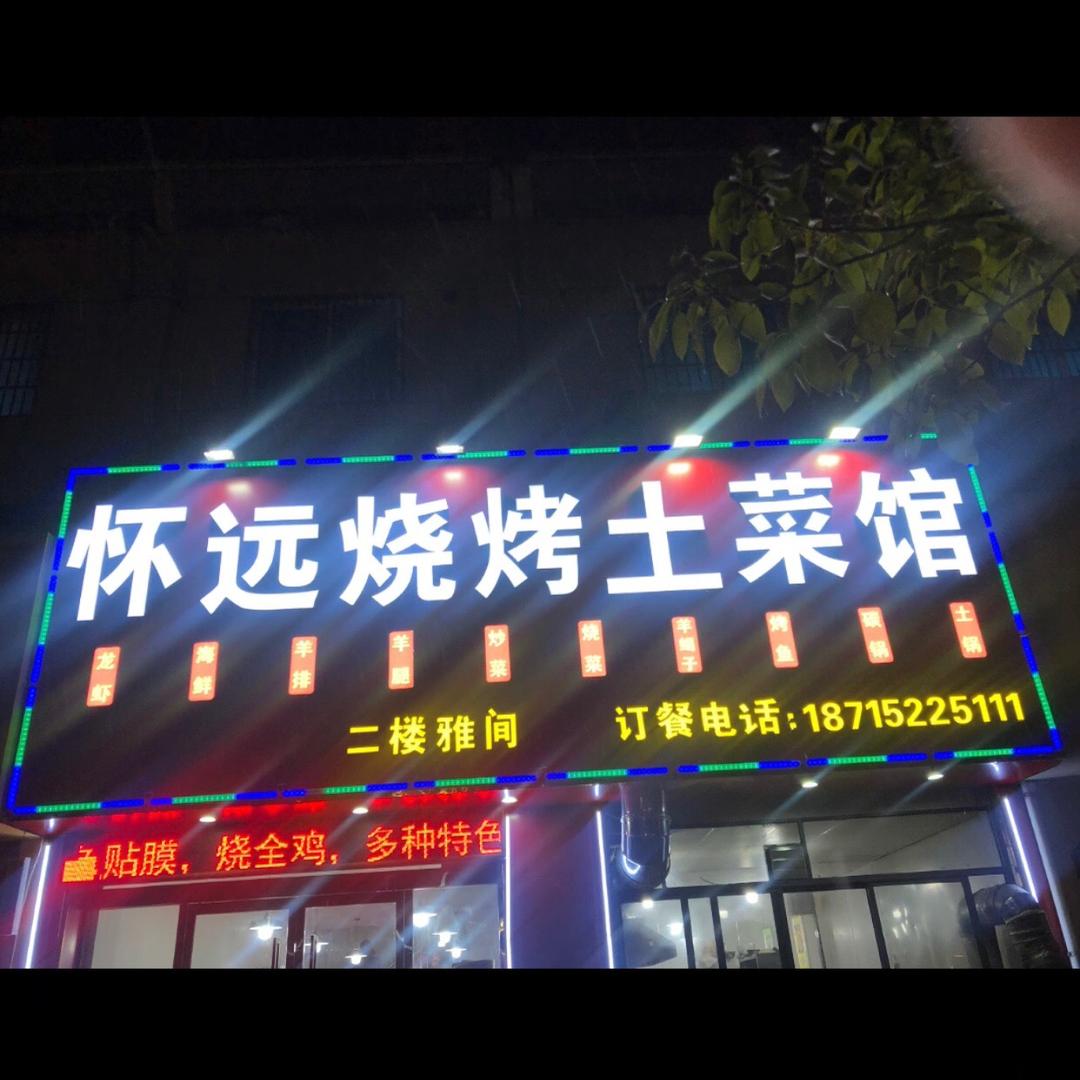 怀远烧烤土菜馆
龙虾 海鲜 羊排 羊腿 炒菜 烧菜 羊蝎子 烤鱼 碳锅 土锅
二楼雅间 订餐电话:18715225111
贴膜，烧全鸡，多种特色